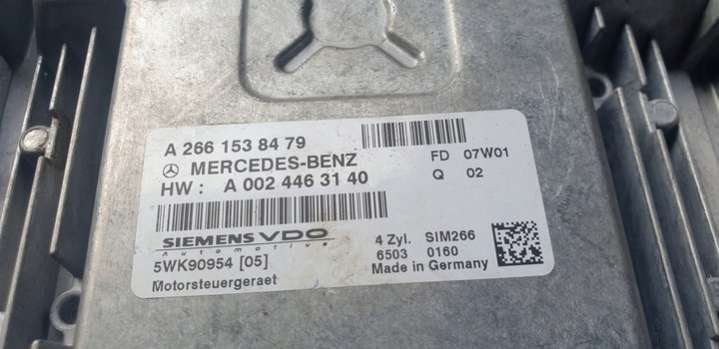 A 266 153 84 79
MERCEDES-BENZ
FD 07W01
HW : A 002 446 31 40
Q 02
SIEMENS VDO
Automotive
4 Zyl. SIM266
5WK90954 [05]
6503 0160
Motorsteuergeraet
Made in Germany